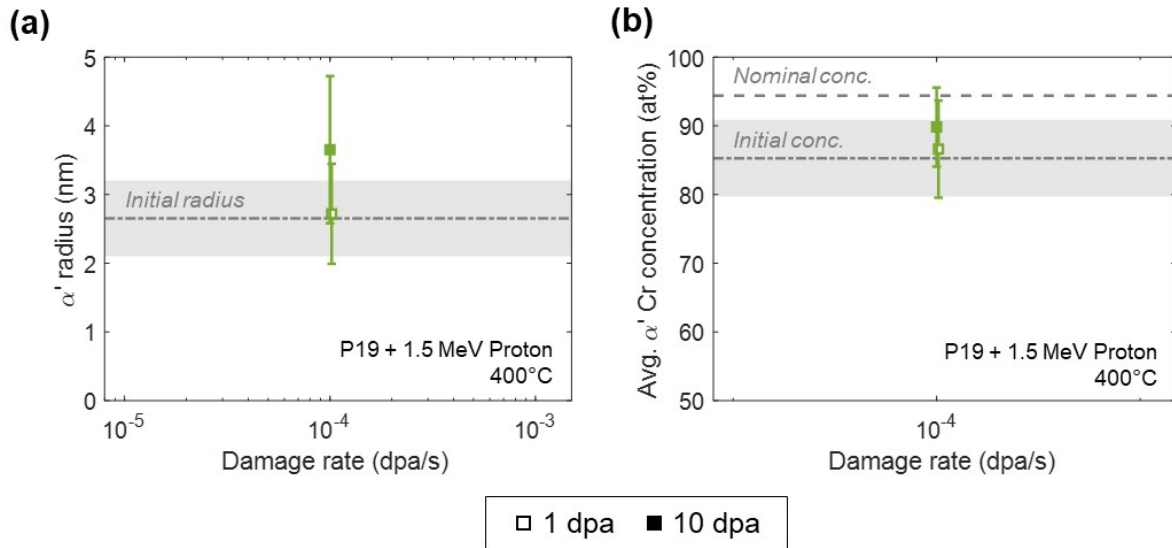 (a)
5
4
3
2
1
0
α' radius (nm)
Initial radius
P19 + 1.5 MeV Proton
400°C
10⁻⁵
10⁻⁴
10⁻³
Damage rate (dpa/s)
(b)
100
90
80
70
60
50
Avg. α' Cr concentration (at%)
Nominal conc.
Initial conc.
P19 + 1.5 MeV Proton
400°C
10⁻⁴
Damage rate (dpa/s)
1 dpa
10 dpa